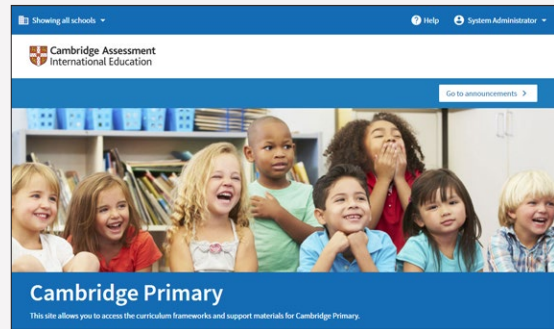 Showing all schools
Help
System Administrator
Cambridge Assessment
International Education
Go to announcements
Cambridge Primary
This site allows you to access the curriculum frameworks and support materials for Cambridge Primary.